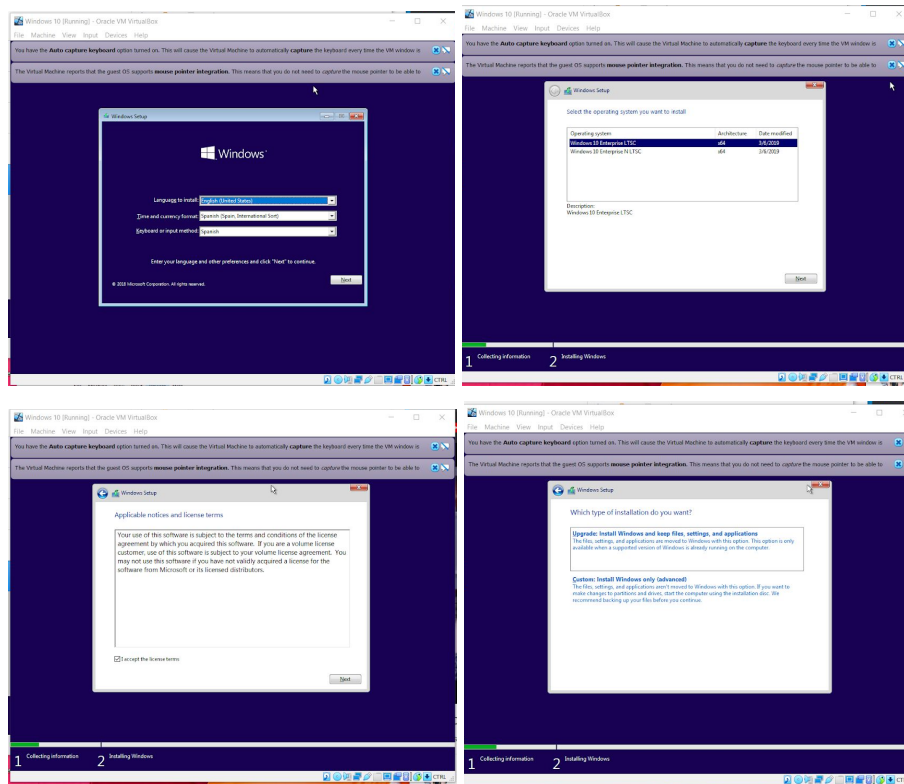 Windows 10 [Running] - Oracle VM VirtualBox
File Machine View Input Devices Help
You have the Auto capture keyboard option turned on. This will cause the Virtual Machine to automatically capture the keyboard every time the VM window is
The Virtual Machine reports that the guest OS supports mouse pointer integration. This means that you do not need to capture the mouse pointer to be able to
Windows Setup
Windows
Language to install: English (United States)
Time and currency format: Spanish (Spain, International Sort)
Keyboard or input method: Spanish
Enter your language and other preferences and click "Next" to continue.
© 2018 Microsoft Corporation. All rights reserved.
Next
CTRL
Windows 10 [Running] - Oracle VM VirtualBox
File Machine View Input Devices Help
You have the Auto capture keyboard option turned on. This will cause the Virtual Machine to automatically capture the keyboard every time the VM window is
The Virtual Machine reports that the guest OS supports mouse pointer integration. This means that you do not need to capture the mouse pointer to be able to
Windows Setup
Select the operating system you want to install
Operating system Architecture Date modified
Windows 10 Enterprise LTSC x64 3/6/2019
Windows 10 Enterprise N LTSC x64 3/6/2019
Description:
Windows 10 Enterprise LTSC
Next
1 Collecting information 2 Installing Windows
CTRL
Windows 10 [Running] - Oracle VM VirtualBox
File Machine View Input Devices Help
You have the Auto capture keyboard option turned on. This will cause the Virtual Machine to automatically capture the keyboard every time the VM window is
The Virtual Machine reports that the guest OS supports mouse pointer integration. This means that you do not need to capture the mouse pointer to be able to
Windows Setup
Applicable notices and license terms
Your use of this software is subject to the terms and conditions of the license
agreement by which you acquired this software. If you are a volume license
customer, use of this software is subject to your volume license agreement. You
may not use this software if you have not validly acquired a license for the
software from Microsoft or its licensed distributors.
I accept the license terms
Next
1 Collecting information 2 Installing Windows
CTRL
Windows 10 [Running] - Oracle VM VirtualBox
File Machine View Input Devices Help
You have the Auto capture keyboard option turned on. This will cause the Virtual Machine to automatically capture the keyboard every time the VM window is
The Virtual Machine reports that the guest OS supports mouse pointer integration. This means that you do not need to capture the mouse pointer to be able to
Windows Setup
Which type of installation do you want?
Upgrade: Install Windows and keep files, settings, and applications
The files, settings, and applications are moved to Windows with this option. This option is only
available when a supported version of Windows is already running on the computer.
Custom: Install Windows only (advanced)
The files, settings, and applications aren't moved to Windows with this option. If you want to
make changes to partitions and drives, start the computer using the installation disc. We
recommend backing up your files before you continue.
1 Collecting information 2 Installing Windows